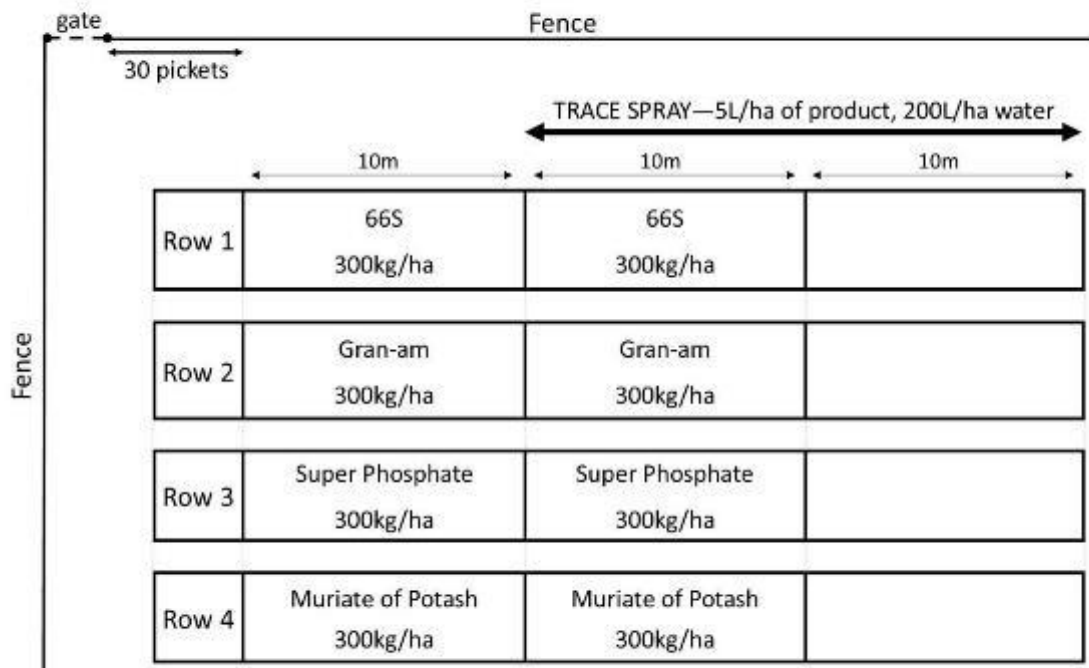 gate
Fence
30 pickets
TRACE SPRAY—5L/ha of product, 200L/ha water
10m
10m
10m
Row 1
66S
300kg/ha
66S
300kg/ha
Fence
Row 2
Gran-am
300kg/ha
Gran-am
300kg/ha
Row 3
Super Phosphate
300kg/ha
Super Phosphate
300kg/ha
Row 4
Muriate of Potash
300kg/ha
Muriate of Potash
300kg/ha